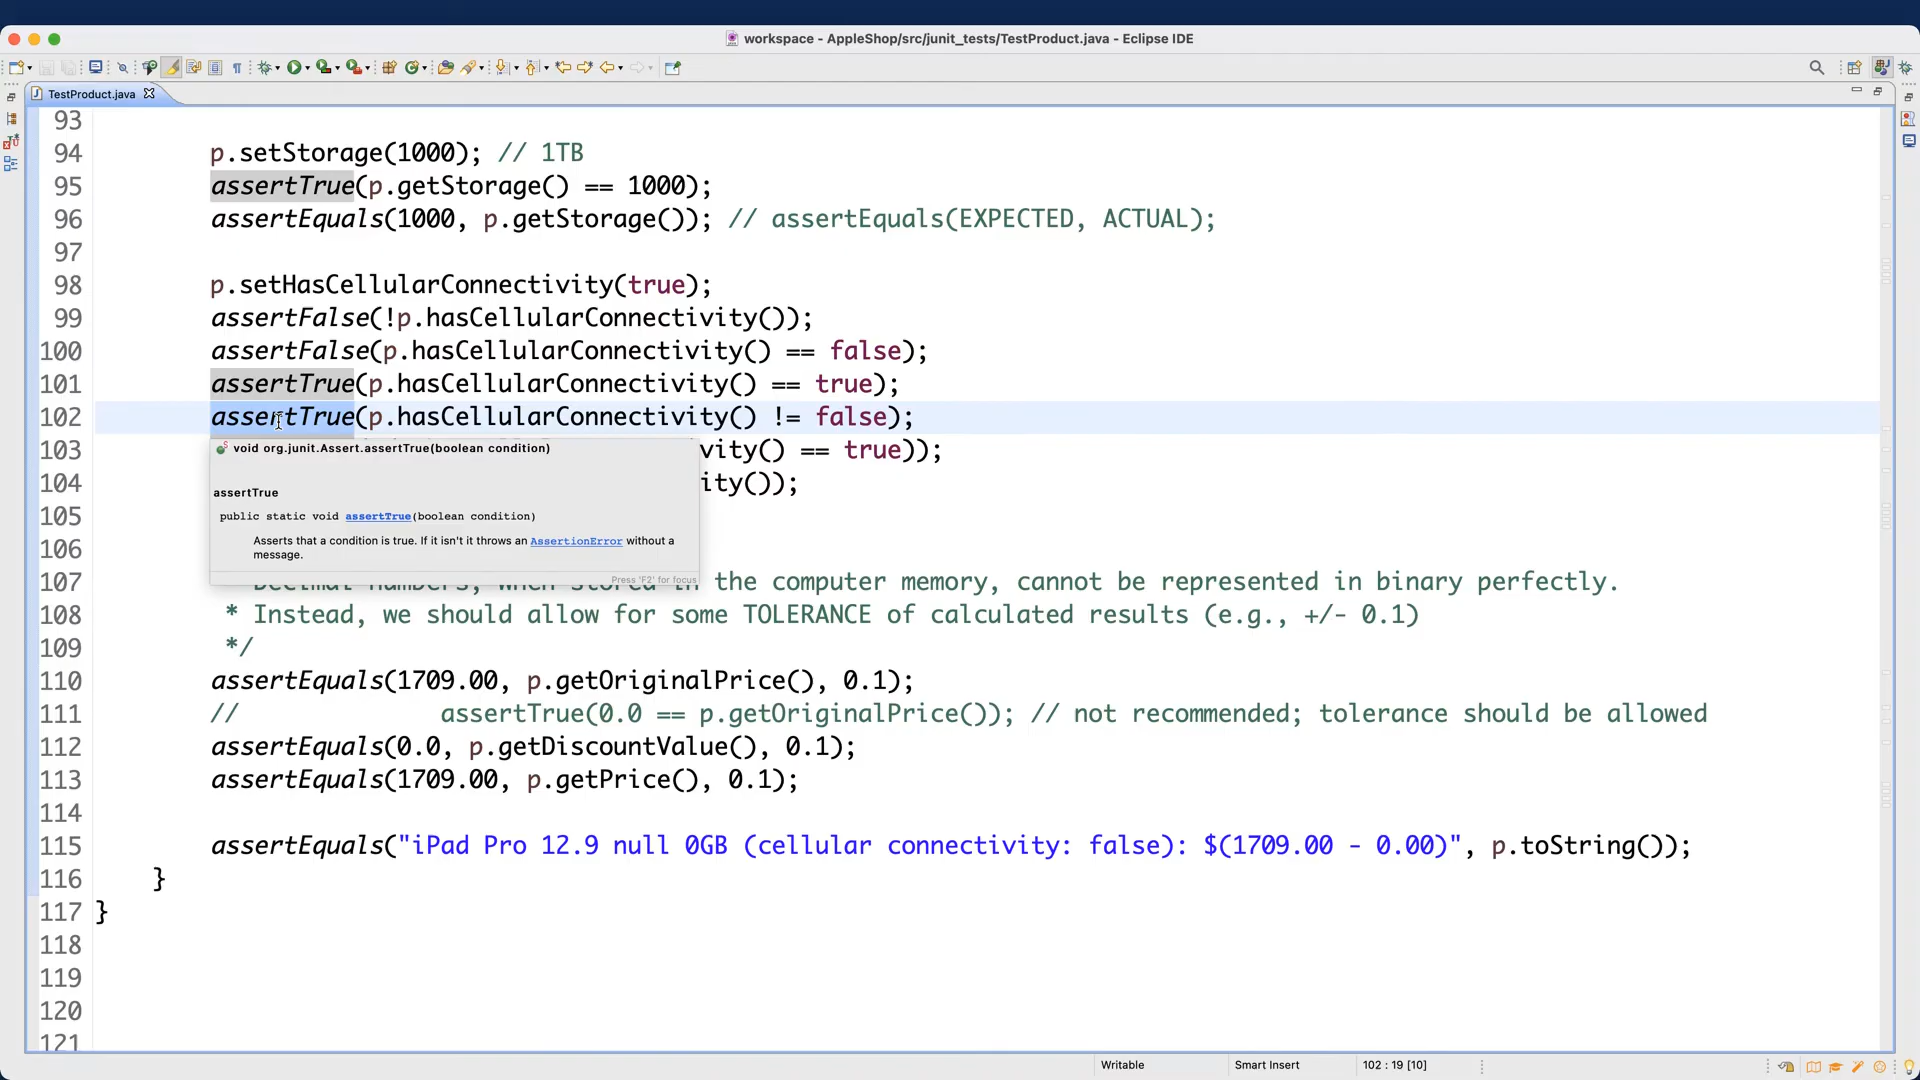 workspace - AppleShop/src/junit_tests/TestProduct.java - Eclipse IDE
TestProduct.java
93
94 p.setStorage(1000); // 1TB
95 assertTrue(p.getStorage() == 1000);
96 assertEquals(1000, p.getStorage()); // assertEquals(EXPECTED, ACTUAL);
97
98 p.setHasCellularConnectivity(true);
99 assertFalse(!p.hasCellularConnectivity());
100 assertFalse(p.hasCellularConnectivity() == false);
101 assertTrue(p.hasCellularConnectivity() == true);
102 assertTrue(p.hasCellularConnectivity() != false);
103 vity() == true));
104 ity());
void org.junit.Assert.assertTrue(boolean condition)
assertTrue
public static void assertTrue(boolean condition)
Asserts that a condition is true. If it isn't it throws an AssertionError without a
message.
Press 'F2' for focus
105
106
107 the computer memory, cannot be represented in binary perfectly.
108 * Instead, we should allow for some TOLERANCE of calculated results (e.g., +/- 0.1)
109 */
110 assertEquals(1709.00, p.getOriginalPrice(), 0.1);
111 // assertTrue(0.0 == p.getOriginalPrice()); // not recommended; tolerance should be allowed
112 assertEquals(0.0, p.getDiscountValue(), 0.1);
113 assertEquals(1709.00, p.getPrice(), 0.1);
114
115 assertEquals("iPad Pro 12.9 null 0GB (cellular connectivity: false): $(1709.00 - 0.00)", p.toString());
116 }
117 }
118
119
120
121
Writable Smart Insert 102 : 19 [10]